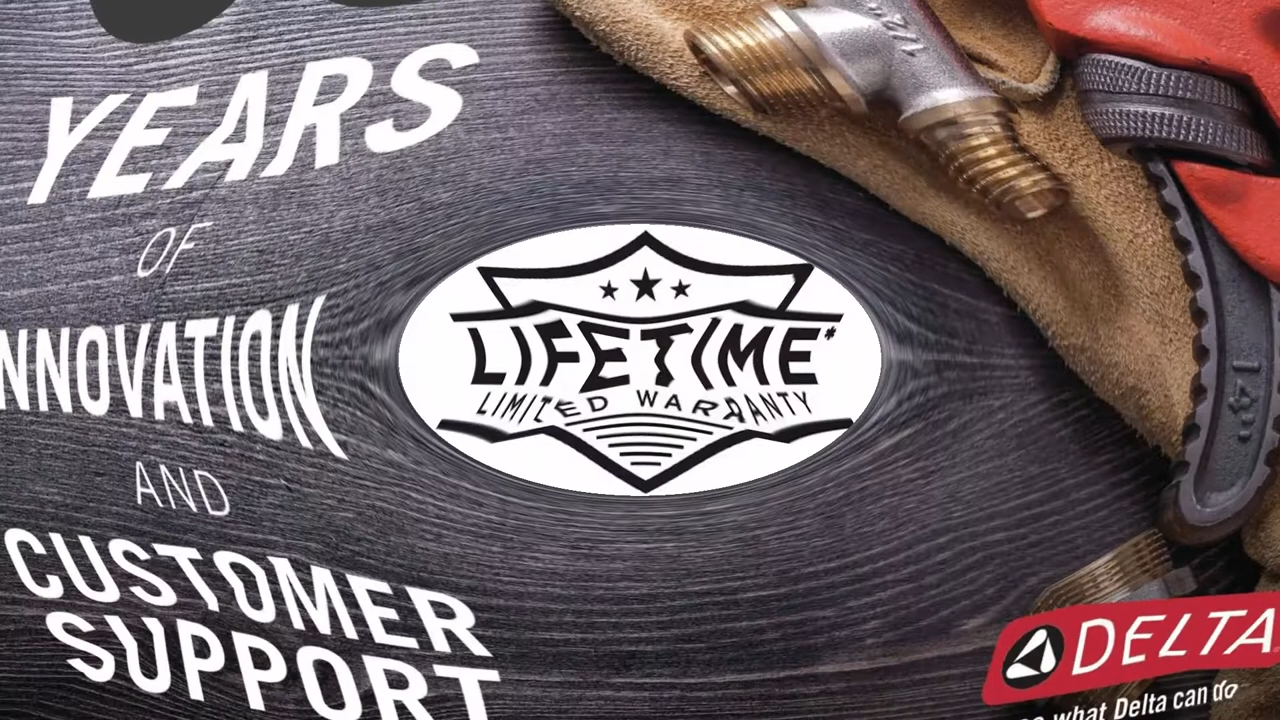 YEARS
OF
NNOVATION
AND
CUSTOMER
SUPPORT
LIFETIME*
LIMITED WARRANTY
14"
DELTA
what Delta can do